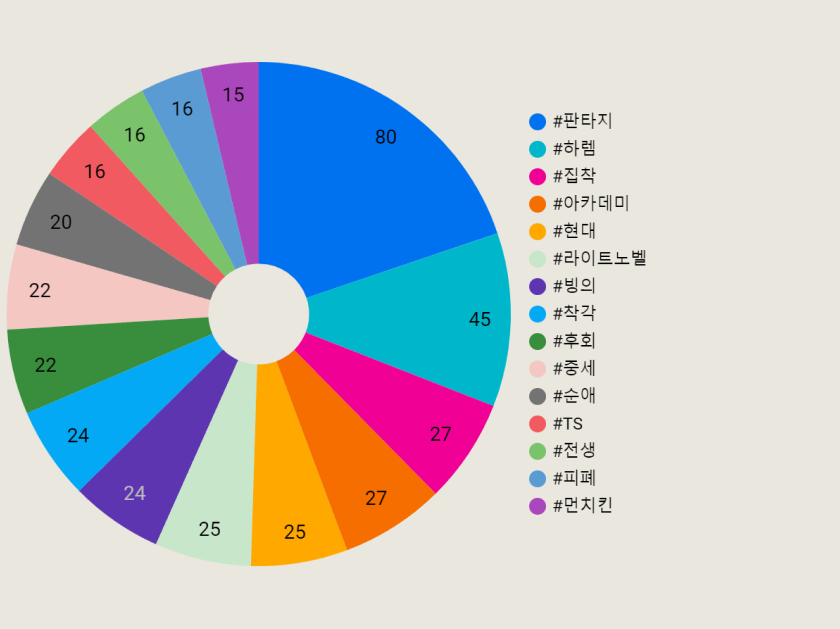 80
45
27
27
25
25
24
24
22
22
20
16
16
16
15
#판타지
#하렘
#집착
#아카데미
#현대
#라이트노벨
#빙의
#착각
#후회
#중세
#순애
#TS
#전생
#피폐
#먼치킨